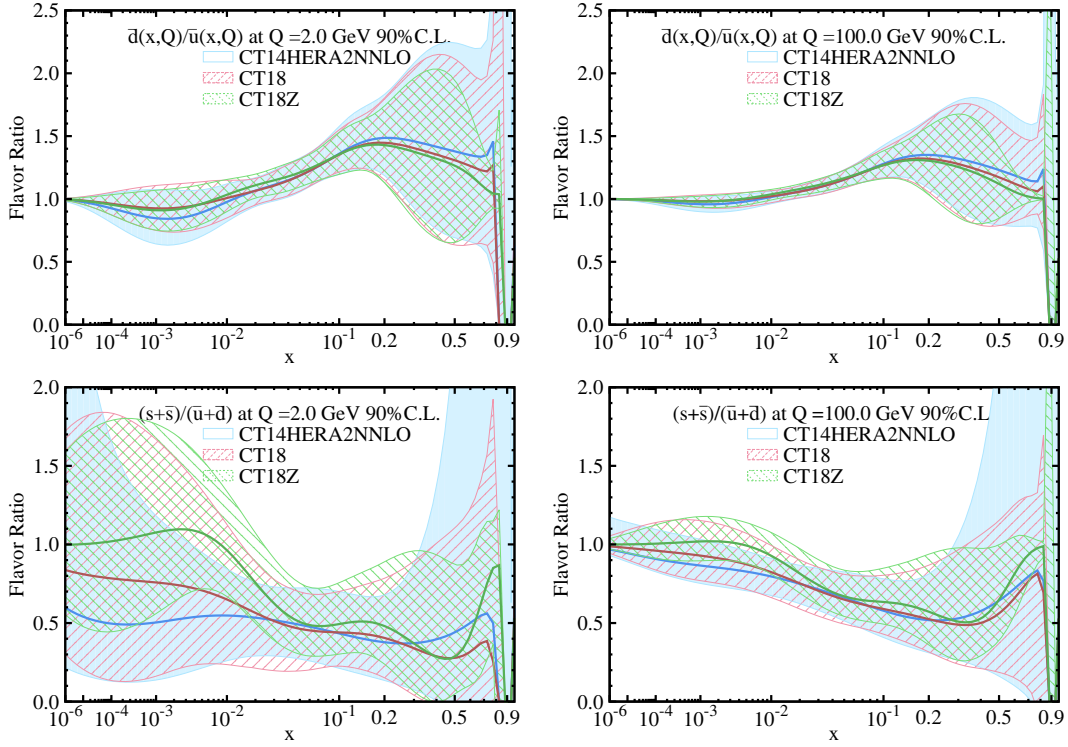 d̄(x,Q)/ū(x,Q) at Q =2.0 GeV 90%C.L.
CT14HERA2NNLO
CT18
CT18Z
Flavor Ratio
2.5
2.0
1.5
1.0
0.5
0.0
10⁻⁶ 10⁻⁴ 10⁻³ 10⁻² 10⁻¹ 0.2 0.5 0.9
x
d̄(x,Q)/ū(x,Q) at Q =100.0 GeV 90%C.L.
CT14HERA2NNLO
CT18
CT18Z
Flavor Ratio
2.5
2.0
1.5
1.0
0.5
0.0
10⁻⁶ 10⁻⁴ 10⁻³ 10⁻² 10⁻¹ 0.2 0.5 0.9
x
(s+s̄)/(ū+d̄) at Q =2.0 GeV 90%C.L.
CT14HERA2NNLO
CT18
CT18Z
Flavor Ratio
2.0
1.5
1.0
0.5
0.0
10⁻⁶ 10⁻⁴ 10⁻³ 10⁻² 10⁻¹ 0.2 0.5 0.9
x
(s+s̄)/(ū+d̄) at Q =100.0 GeV 90%C.L
CT14HERA2NNLO
CT18
CT18Z
Flavor Ratio
2.0
1.5
1.0
0.5
0.0
10⁻⁶ 10⁻⁴ 10⁻³ 10⁻² 10⁻¹ 0.2 0.5 0.9
x